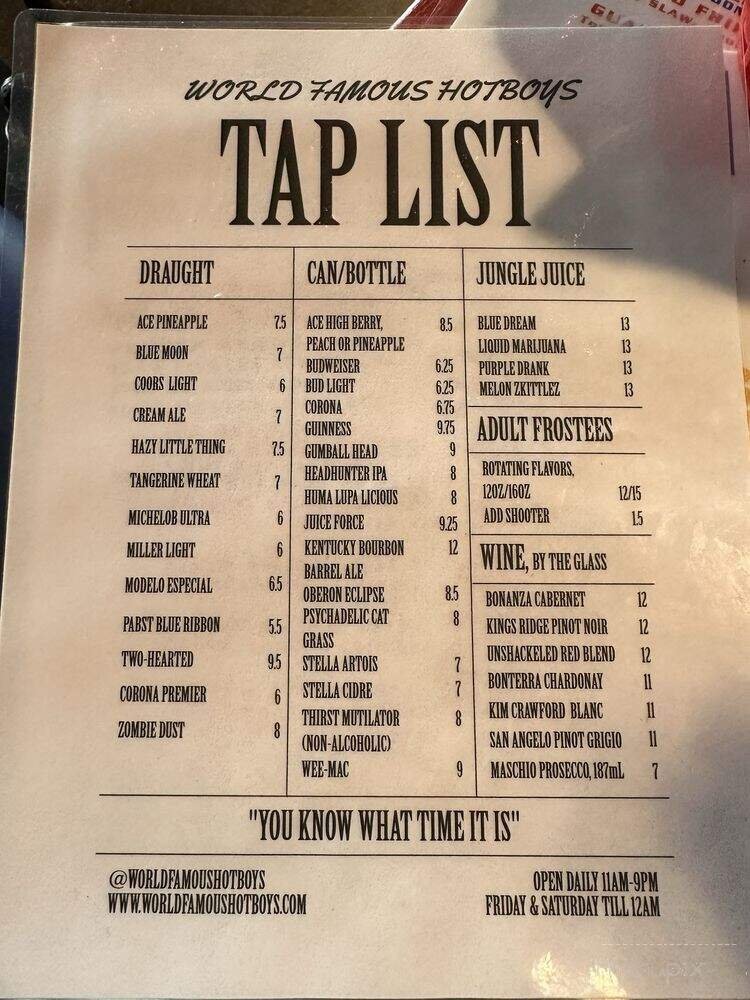 WORLD FAMOUS HOTBOYS
TAP LIST
DRAUGHT
ACE PINEAPPLE 7.5
BLUE MOON 7
COORS LIGHT 6
CREAM ALE 7
HAZY LITTLE THING 7.5
TANGERINE WHEAT 7
MICHELOB ULTRA 6
MILLER LIGHT 6
MODELO ESPECIAL 6.5
PABST BLUE RIBBON 5.5
TWO-HEARTED 9.5
CORONA PREMIER 6
ZOMBIE DUST 8
CAN/BOTTLE
ACE HIGH BERRY, 8.5
PEACH OR PINEAPPLE
BUDWEISER 6.25
BUD LIGHT 6.25
CORONA 6.75
GUINNESS 9.75
GUMBALL HEAD 9
HEADHUNTER IPA 8
HUMA LUPA LICIOUS 8
JUICE FORCE 9.25
KENTUCKY BOURBON 12
BARREL ALE
OBERON ECLIPSE 8.5
PSYCHADELIC CAT 8
GRASS
STELLA ARTOIS 7
STELLA CIDRE 7
THIRST MUTILATOR 8
(NON-ALCOHOLIC)
WEE-MAC 9
JUNGLE JUICE
BLUE DREAM 13
LIQUID MARIJUANA 13
PURPLE DRANK 13
MELON ZKITTLEZ 13
ADULT FROSTEES
ROTATING FLAVORS,
12OZ/16OZ 12/15
ADD SHOOTER 1.5
WINE, BY THE GLASS
BONANZA CABERNET 12
KINGS RIDGE PINOT NOIR 12
UNSHACKELED RED BLEND 12
BONTERRA CHARDONAY 11
KIM CRAWFORD BLANC 11
SAN ANGELO PINOT GRIGIO 11
MASCHIO PROSECCO, 187mL 7
"YOU KNOW WHAT TIME IT IS"
@WORLDFAMOUSHOTBOYS
WWW.WORLDFAMOUSHOTBOYS.COM
OPEN DAILY 11AM-9PM
FRIDAY & SATURDAY TILL 12AM
SLAW